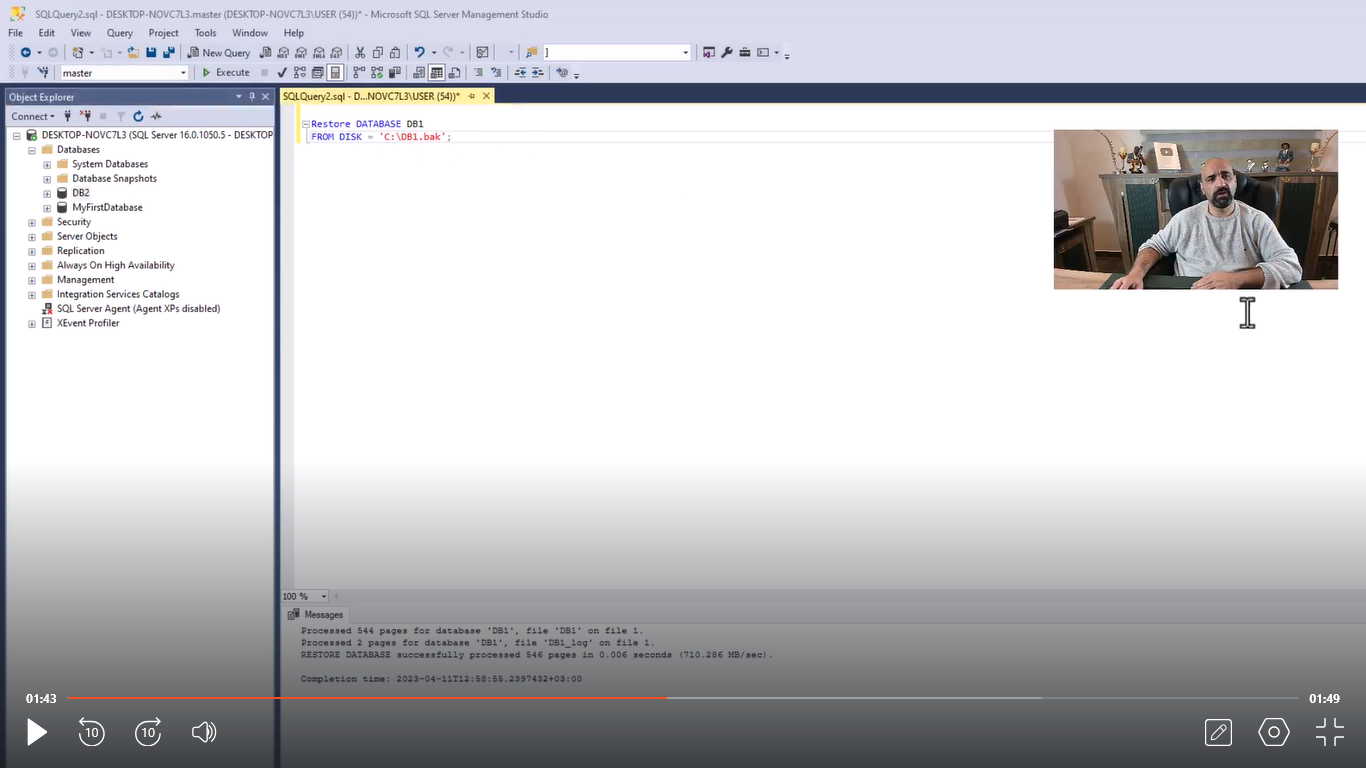 SQLQuery2.sql - DESKTOP-NOVC7L3.master (DESKTOP-NOVC7L3\USER (54))* - Microsoft SQL Server Management Studio
File Edit View Query Project Tools Window Help
New Query
]
master
Execute
Object Explorer
SQLQuery2.sql - D...NOVC7L3\USER (54))*
Connect
DESKTOP-NOVC7L3 (SQL Server 16.0.1050.5 - DESKTOP
Databases
System Databases
Database Snapshots
DB2
MyFirstDatabase
Security
Server Objects
Replication
Always On High Availability
Management
Integration Services Catalogs
SQL Server Agent (Agent XPs disabled)
XEvent Profiler
Restore DATABASE DB1
FROM DISK = 'C:\DB1.bak';
100 %
Messages
Processed 544 pages for database 'DB1', file 'DB1' on file 1.
Processed 2 pages for database 'DB1', file 'DB1_log' on file 1.
RESTORE DATABASE successfully processed 546 pages in 0.006 seconds (710.286 MB/sec).
Completion time: 2023-04-11T12:58:55.2397432+03:00
01:43
01:49
10
10